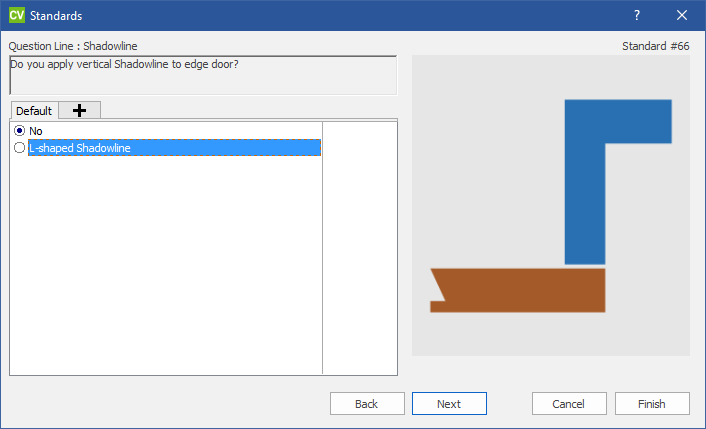 CV Standards ?
Question Line : Shadowline Standard #66
Do you apply vertical Shadowline to edge door?
Default
No
L-shaped Shadowline
Back Next Cancel Finish